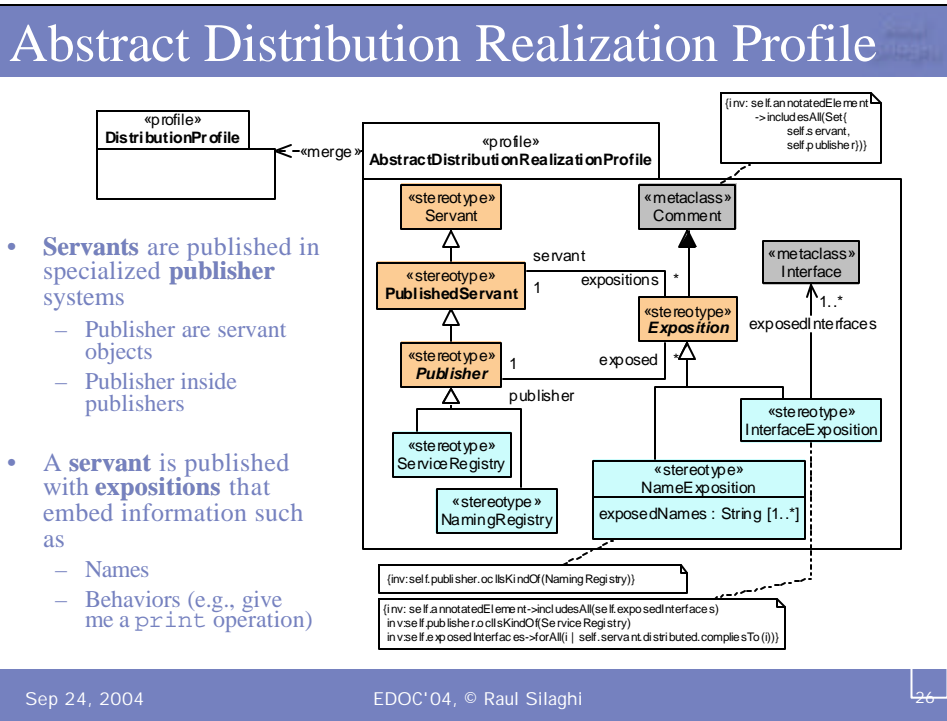 Abstract Distribution Realization Profile
{inv: self.annotatedElement
->includesAll(Set{
self.servant,
self.publisher})}
«profile»
DistributionProfile
«merge»
«profile»
AbstractDistributionRealizationProfile
«stereotype»
Servant
«metaclass»
Comment
«metaclass»
Interface
servant
1
expositions
*
«stereotype»
PublishedServant
1..*
exposedInterfaces
«stereotype»
Exposition
«stereotype»
Publisher
1
exposed
*
publisher
«stereotype»
InterfaceExposition
«stereotype»
ServiceRegistry
«stereotype»
NamingRegistry
«stereotype»
NameExposition
exposedNames : String [1..*]
{inv:self.publisher.oclIsKindOf(NamingRegistry)}
{inv: self.annotatedElement->includesAll(self.exposedInterfaces)
inv:self.publisher.oclIsKindOf(ServiceRegistry)
inv:self.exposedInterfaces->forAll(i | self.servant.distributed.compliesTo(i))}
• Servants are published in
specialized publisher
systems
– Publisher are servant
objects
– Publisher inside
publishers
• A servant is published
with expositions that
embed information such
as
– Names
– Behaviors (e.g., give
me a print operation)
Sep 24, 2004
EDOC'04, © Raul Silaghi
26